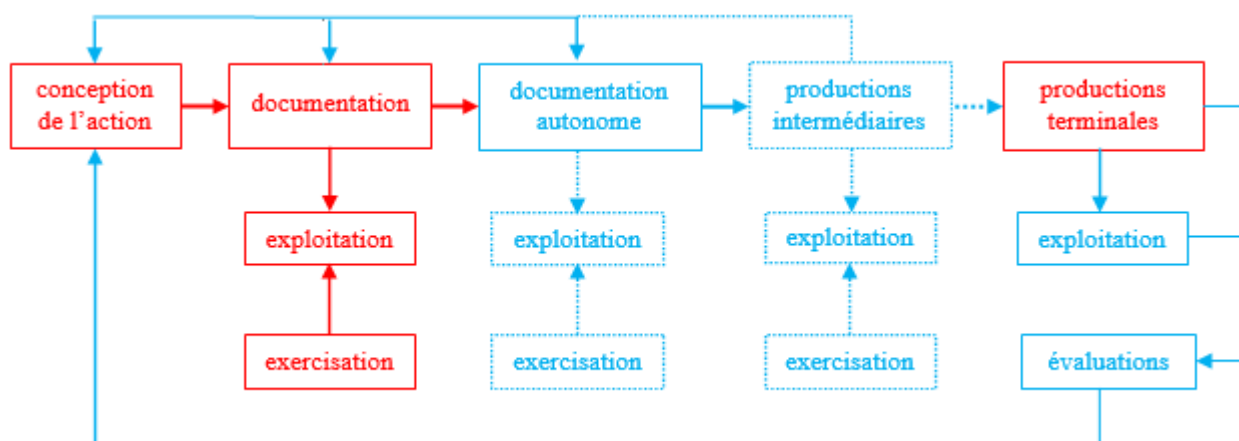 conception
de l’action
documentation
documentation
autonome
productions
intermédiaires
productions
terminales
exploitation
exploitation
exploitation
exploitation
exercisation
exercisation
exercisation
évaluations